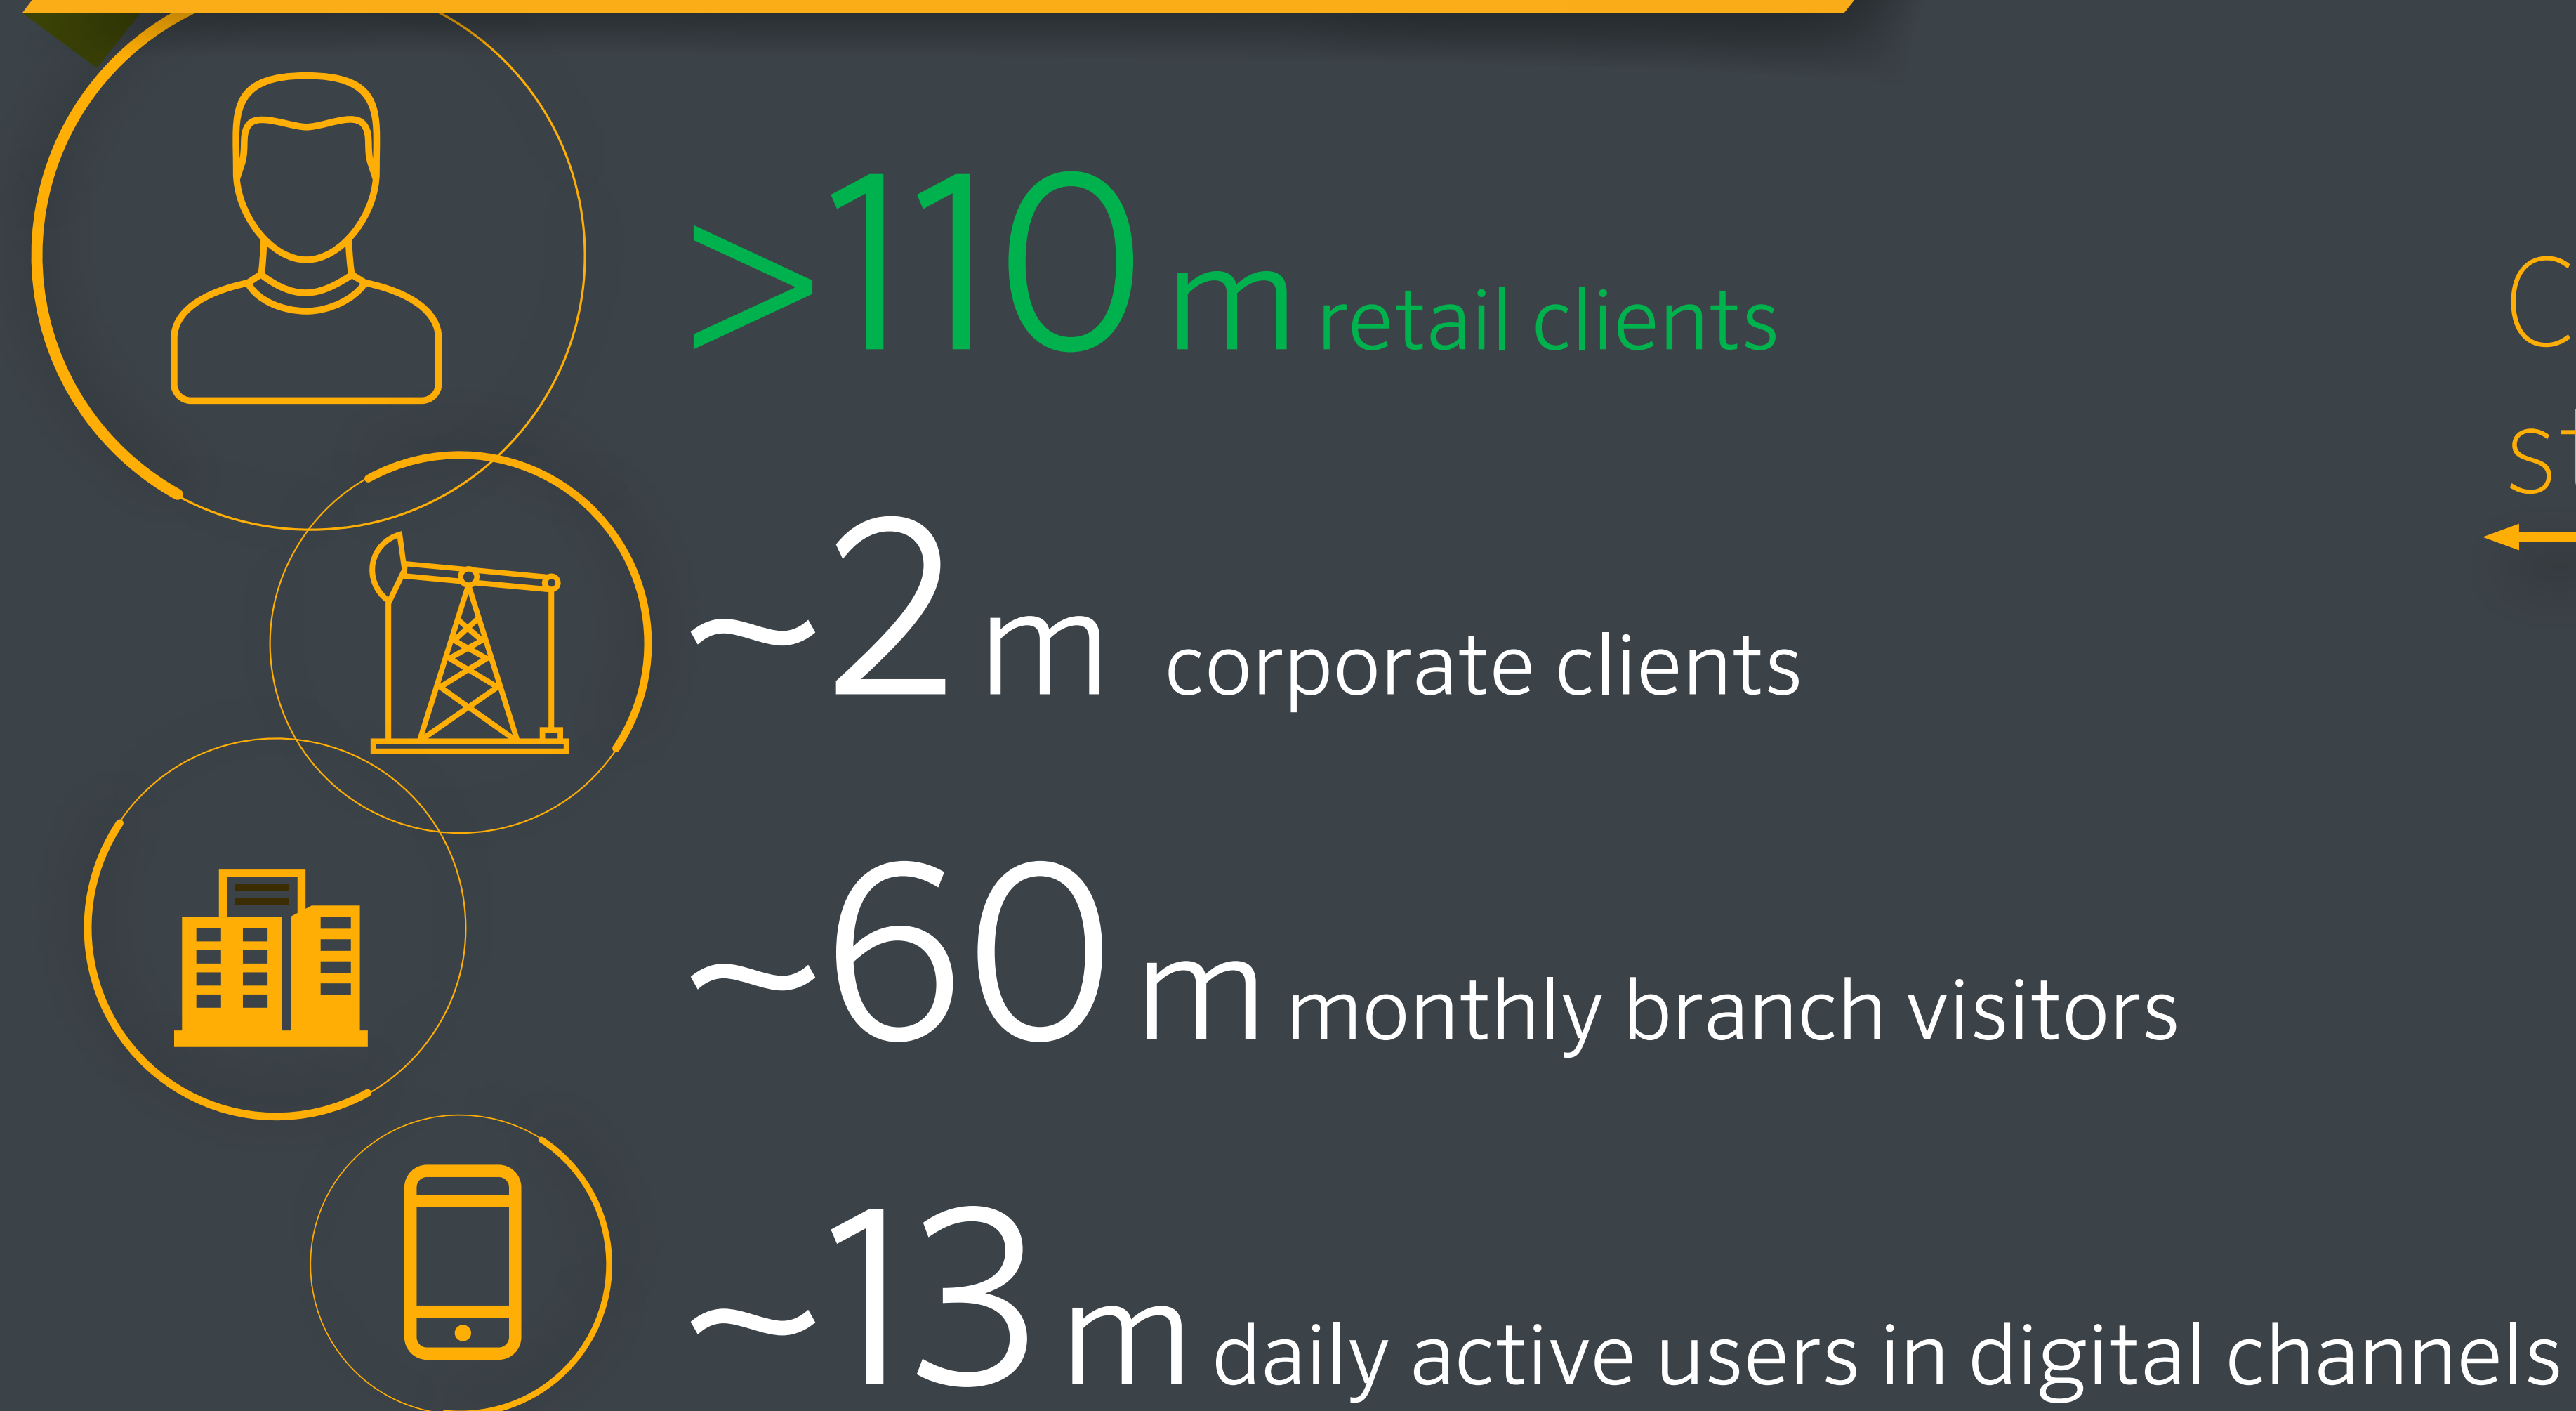 >110 m retail clients
~2 m corporate clients
~60 m monthly branch visitors
~13 m daily active users in digital channels